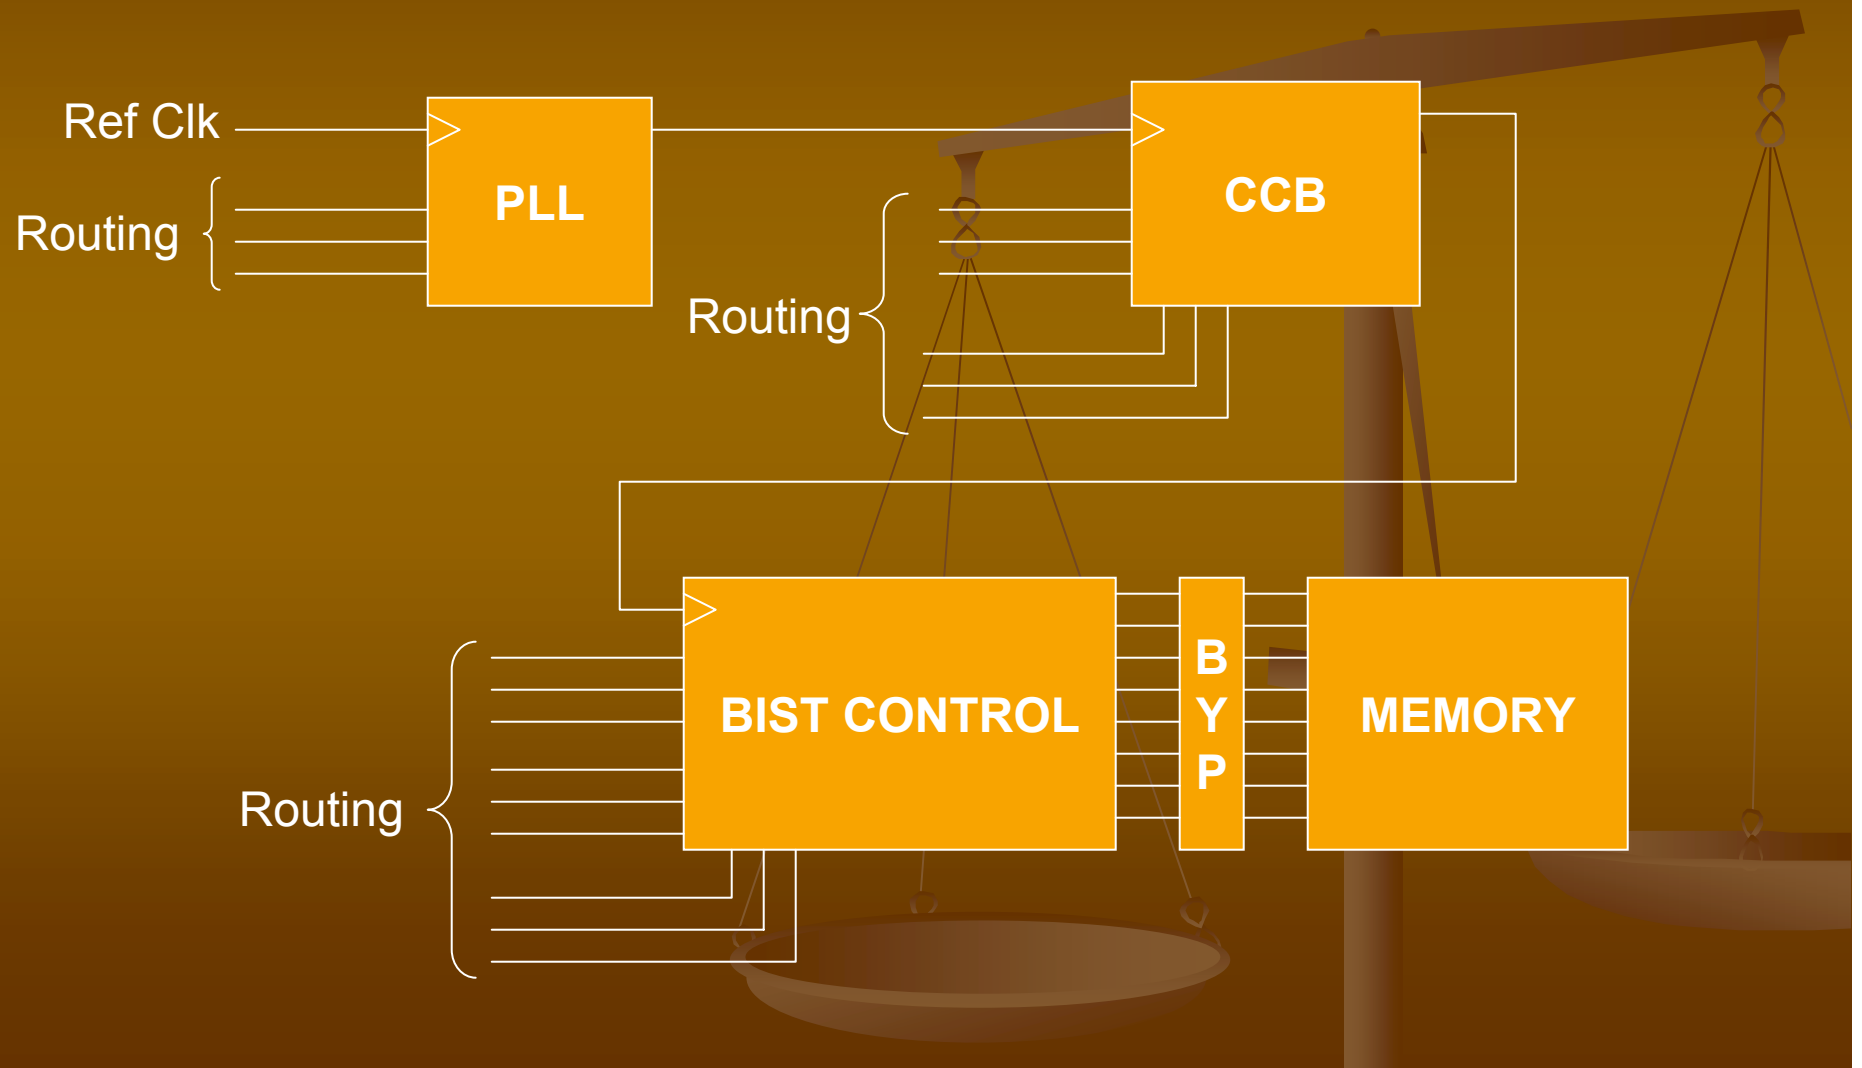 Ref Clk
PLL
CCB
Routing
Routing
B
Y
P
BIST CONTROL
MEMORY
Routing